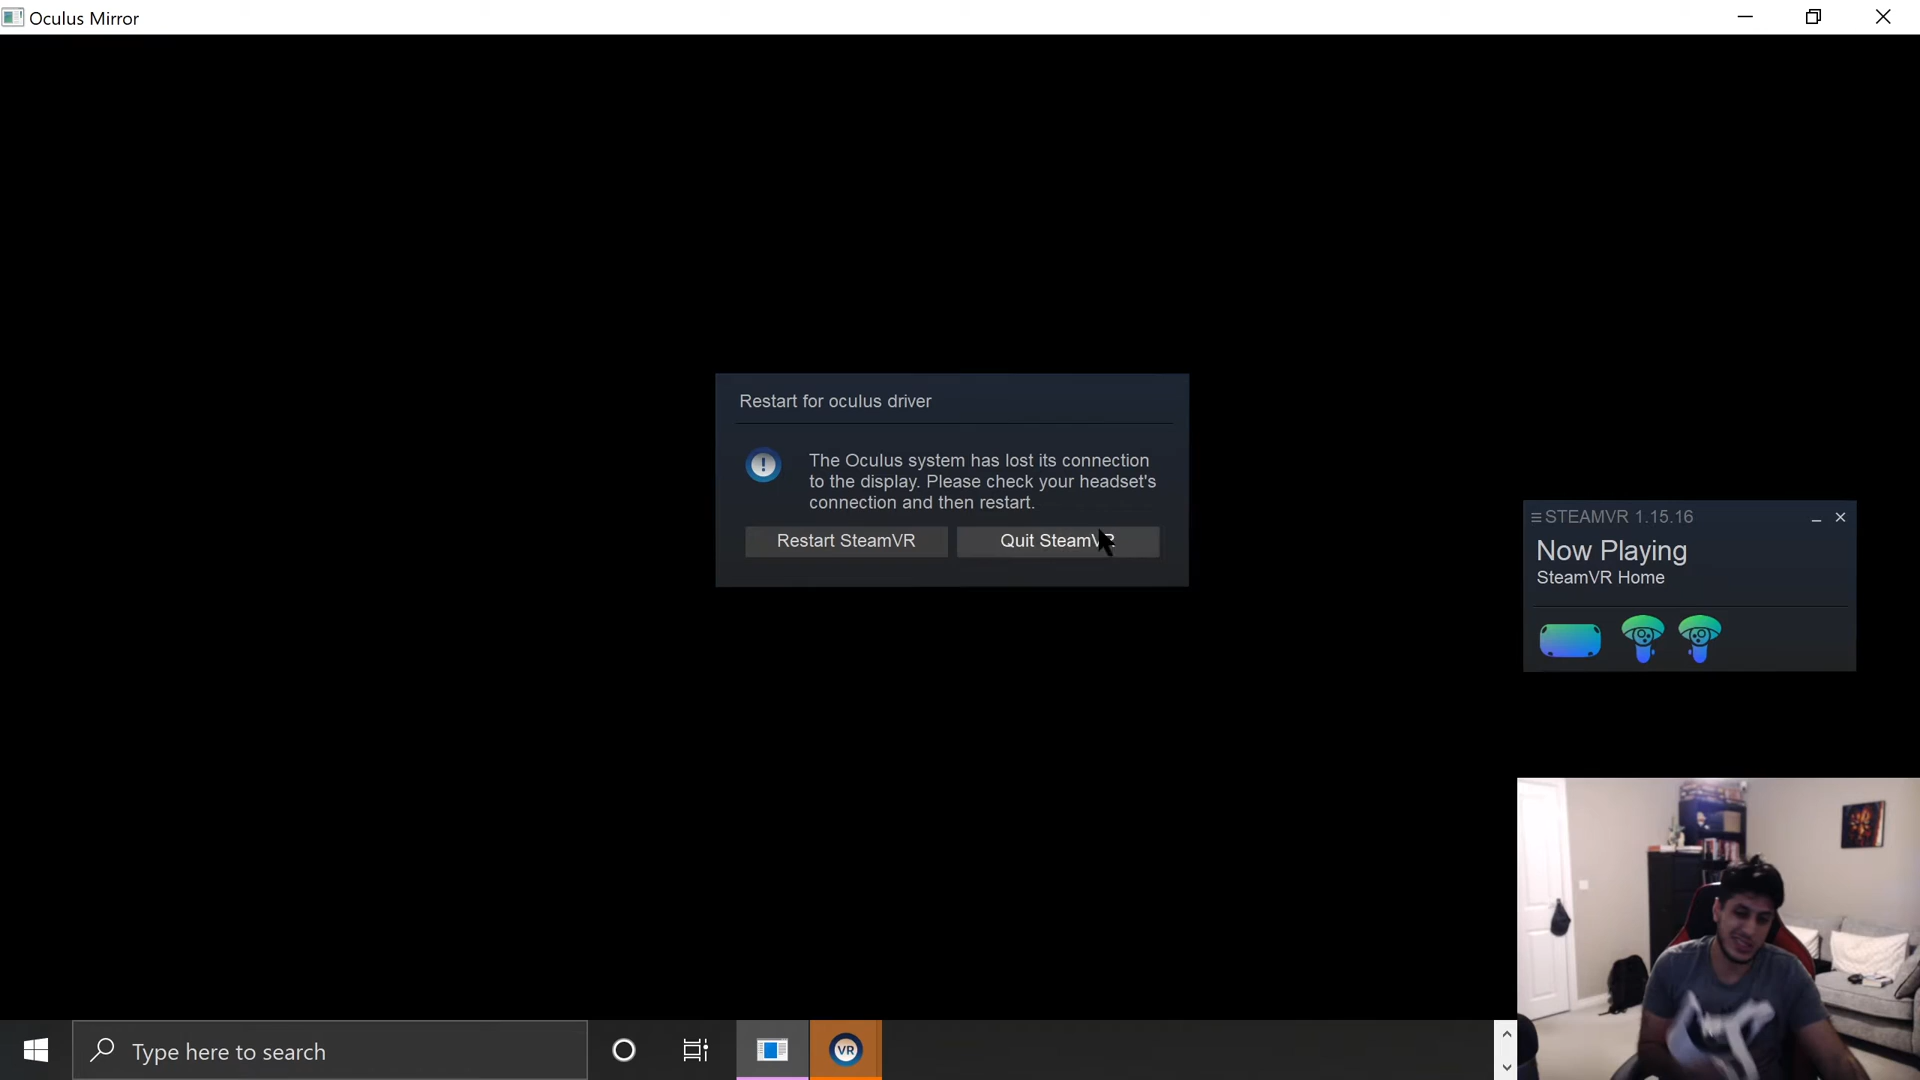 Oculus Mirror
Restart for oculus driver
The Oculus system has lost its connection
to the display. Please check your headset's
connection and then restart.
Restart SteamVR
Quit SteamVR
STEAMVR 1.15.16
Now Playing
SteamVR Home
Type here to search
VR